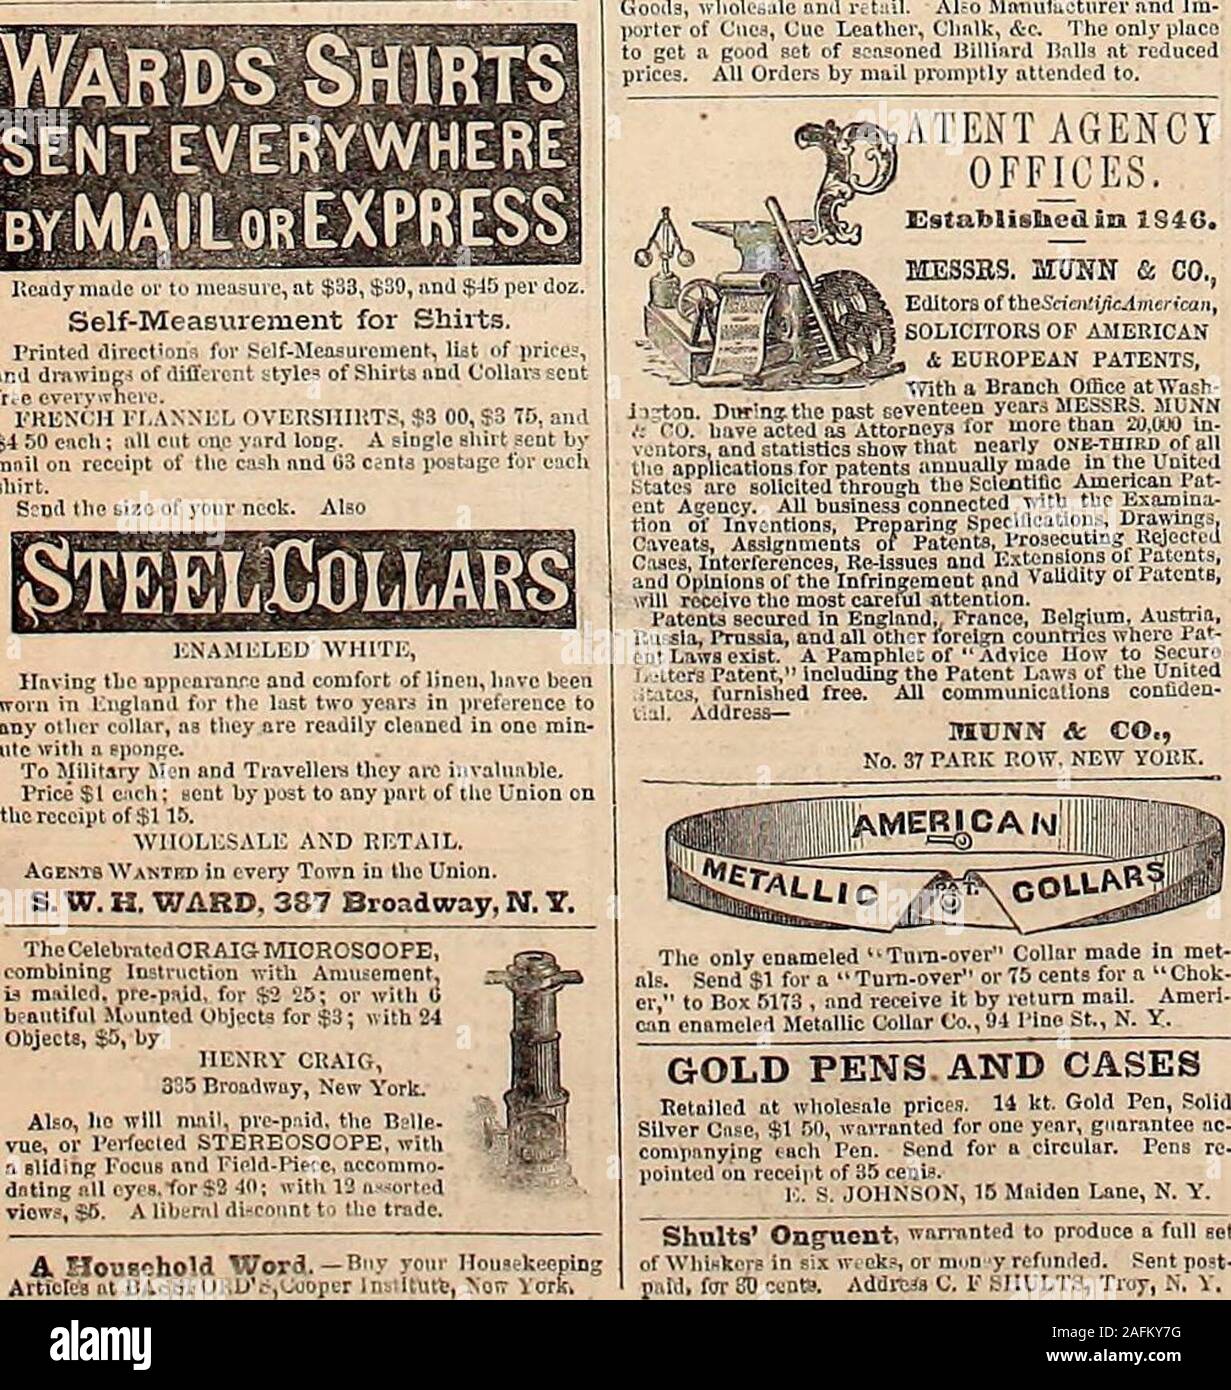 WARDS SHIRTS
SENT EVERYWHERE
BY MAIL OR EXPRESS
Ready made or to measure, at $33, $39, and $45 per doz.
Self-Measurement for Shirts.
Printed directions for Self-Measurement, list of prices,
and drawings of different styles of Shirts and Collars sent
free everywhere.
FRENCH FLANNEL OVERSHIRTS, $3 00, $3 75, and
$4 50 each; all cut one yard long. A single shirt sent by
mail on receipt of the cash and 63 cents postage for each
shirt.
Send the size of your neck. Also
STEEL COLLARS
ENAMELED WHITE,
Having the appearance and comfort of linen, have been
worn in England for the last two years in preference to
any other collar, as they are readily cleaned in one min-
ute with a sponge.
To Military Men and Travellers they are invaluable.
Price $1 each; sent by post to any part of the Union on
the receipt of $1 15.
WHOLESALE AND RETAIL.
AGENTS WANTED in every Town in the Union.
S. W. H. WARD, 387 Broadway, N. Y.
The Celebrated CRAIG MICROSCOPE,
combining Instruction with Amusement,
is mailed, pre-paid, for $2 25; or with 6
beautiful Mounted Objects for $3; with 24
Objects, $5, by
HENRY CRAIG,
335 Broadway, New York.
Also, he will mail, pre-paid, the Belle-
vue, or Perfected STEREOSCOPE, with
a sliding Focus and Field-Piece, accommo-
dating all eyes, for $2 40; with 12 assorted
views, $5. A liberal discount to the trade.
A Household Word.—Buy your Housekeeping
Articles at BASSFORD'S, Cooper Institute, New York.
Goods, wholesale and retail. Also Manufacturer and Im-
porter of Cues, Cue Leather, Chalk, &c. The only place
to get a good set of seasoned Billiard Balls at reduced
prices. All Orders by mail promptly attended to.
PATENT AGENCY
OFFICES.
Established in 1846.
MESSRS. MUNN & CO.,
Editors of the Scientific American,
SOLICITORS OF AMERICAN
& EUROPEAN PATENTS,
With a Branch Office at Wash-
ington. During the past seventeen years MESSRS. MUNN
& CO. have acted as Attorneys for more than 20,000 in-
ventors, and statistics show that nearly ONE-THIRD of all
the applications for patents annually made in the United
States are solicited through the Scientific American Pat-
ent Agency. All business connected with the Examina-
tion of Inventions, Preparing Specifications, Drawings,
Caveats, Assignments of Patents, Prosecuting Rejected
Cases, Interferences, Re-issues and Extensions of Patents,
and Opinions of the Infringement and Validity of Patents,
will receive the most careful attention.
Patents secured in England, France, Belgium, Austria,
Russia, Prussia, and all other foreign countries where Pat-
ent Laws exist. A Pamphlet of "Advice How to Secure
Letters Patent," including the Patent Laws of the United
States, furnished free. All communications confiden-
tial. Address—
MUNN & CO.,
No. 37 PARK ROW, NEW YORK.
AMERICAN
METALLIC PAT. COLLARS
The only enameled "Turn-over" Collar made in met-
als. Send $1 for a "Turn-over" or 75 cents for a "Chok-
er," to Box 5173, and receive it by return mail. Ameri-
can enameled Metallic Collar Co., 94 Pine St., N. Y.
GOLD PENS AND CASES
Retailed at wholesale prices. 14 kt. Gold Pen, Solid
Silver Case, $1 50, warranted for one year, guarantee ac-
companying each Pen. Send for a circular. Pens re-
pointed on receipt of 35 cents.
E. S. JOHNSON, 15 Maiden Lane, N. Y.
Shults' Onguent, warranted to produce a full set
of Whiskers in six weeks, or money refunded. Sent post-
paid, for 30 cents. Address C. F SHULTS, Troy, N. Y.
alamy
Image ID: 2AFKY7G
www.alamy.com